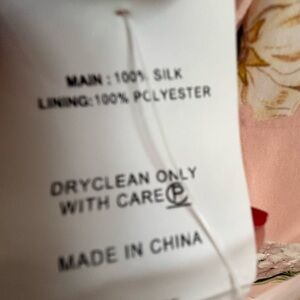 MAIN : 100% SILK
LINING:100% POLYESTER
DRYCLEAN ONLY
WITH CARE Ⓟ
MADE IN CHINA